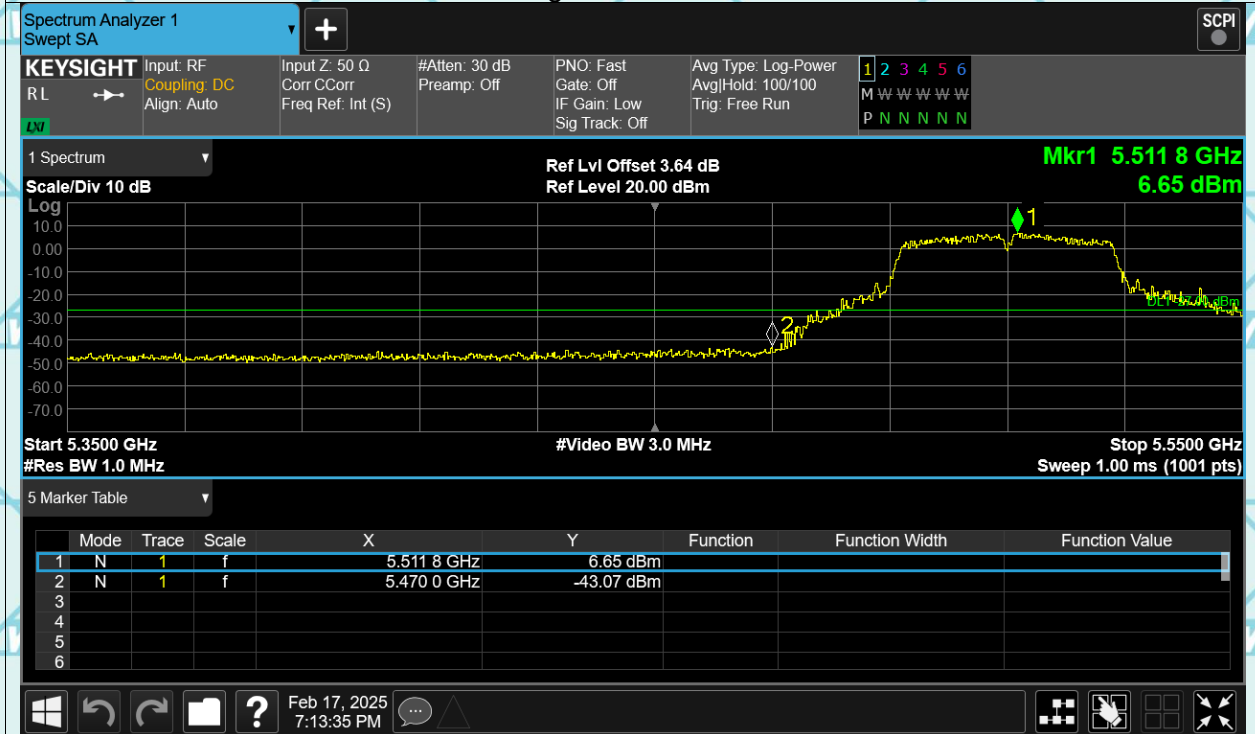 Spectrum Analyzer 1
Swept SA
SCPI
KEYSIGHT Input: RF Input Z: 50 Ω #Atten: 30 dB PNO: Fast Avg Type: Log-Power 1 2 3 4 5 6
R L Coupling: DC Corr CCorr Preamp: Off Gate: Off Avg|Hold: 100/100 M W W W W W
Align: Auto Freq Ref: Int (S) IF Gain: Low Trig: Free Run
LXI Sig Track: Off P N N N N N
1 Spectrum
Ref Lvl Offset 3.64 dB Mkr1 5.511 8 GHz
Scale/Div 10 dB Ref Level 20.00 dBm 6.65 dBm
Log
10.0
0.00
-10.0
-20.0
-30.0
-40.0
-50.0
-60.0
-70.0
1
2
Start 5.3500 GHz #Video BW 3.0 MHz Stop 5.5500 GHz
#Res BW 1.0 MHz Sweep 1.00 ms (1001 pts)
5 Marker Table
Mode Trace Scale X Y Function Function Width Function Value
1 N 1 f 5.511 8 GHz 6.65 dBm
2 N 1 f 5.470 0 GHz -43.07 dBm
3
4
5
6
?
Feb 17, 2025
7:13:35 PM